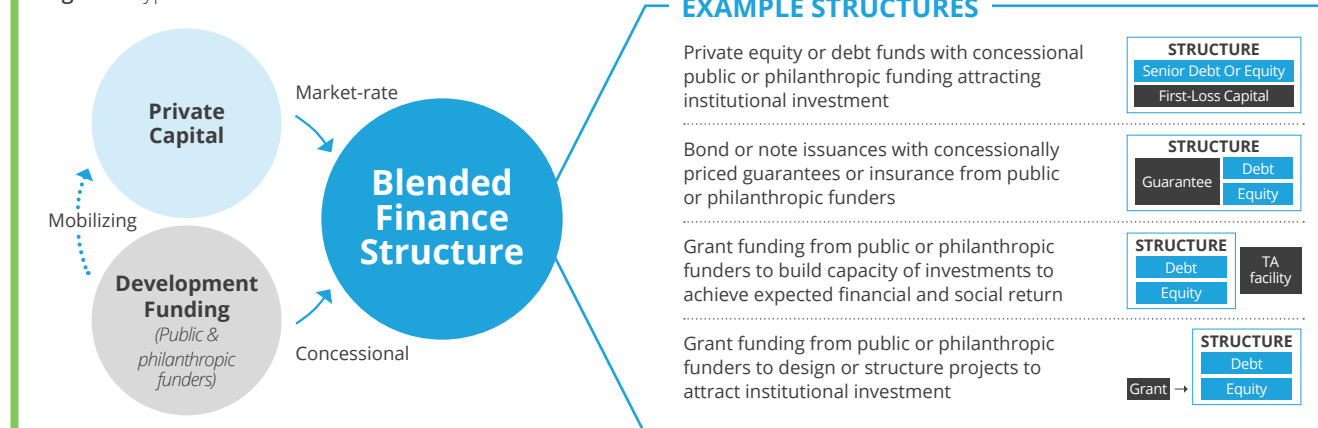 EXAMPLE STRUCTURES
Private
Capital
Market-rate
Mobilizing
Development
Funding
(Public &
philanthropic
funders)
Concessional
Blended
Finance
Structure
Private equity or debt funds with concessional
public or philanthropic funding attracting
institutional investment
STRUCTURE
Senior Debt Or Equity
First-Loss Capital
Bond or note issuances with concessionally
priced guarantees or insurance from public
or philanthropic funders
STRUCTURE
Guarantee
Debt
Equity
Grant funding from public or philanthropic
funders to build capacity of investments to
achieve expected financial and social return
STRUCTURE
Debt
Equity
TA
facility
Grant funding from public or philanthropic
funders to design or structure projects to
attract institutional investment
Grant →
STRUCTURE
Debt
Equity